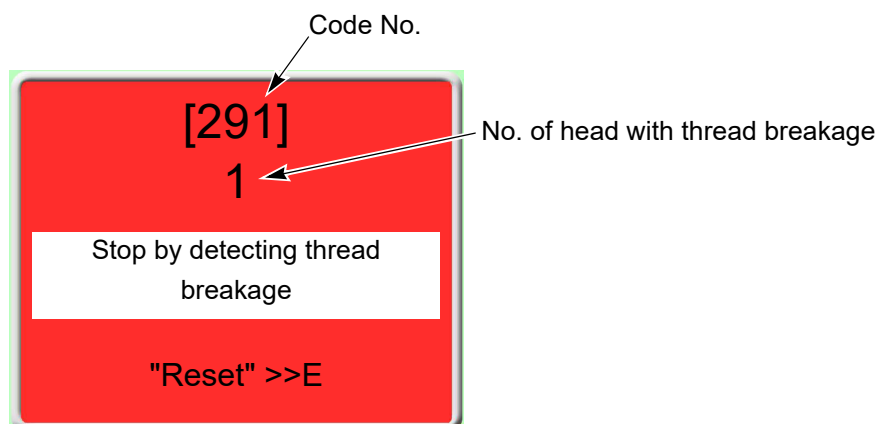 Code No.
[291]
No. of head with thread breakage
1
Stop by detecting thread
breakage
"Reset" >>E